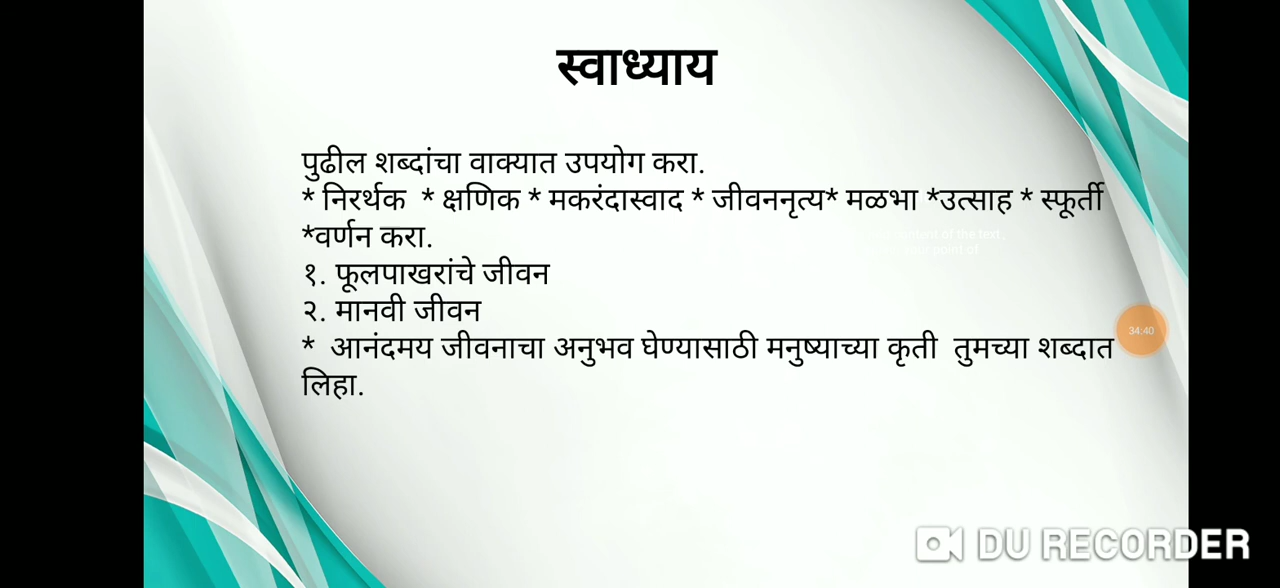 स्वाध्याय
पुढील शब्दांचा वाक्यात उपयोग करा.
* निरर्थक * क्षणिक * मकरंदास्वाद * जीवननृत्य* मळभा *उत्साह * स्फूर्ती
*वर्णन करा.
१. फूलपाखरांचे जीवन
२. मानवी जीवन
* आनंदमय जीवनाचा अनुभव घेण्यासाठी मनुष्याच्या कृती तुमच्या शब्दात
लिहा.
34:40
DU RECORDER